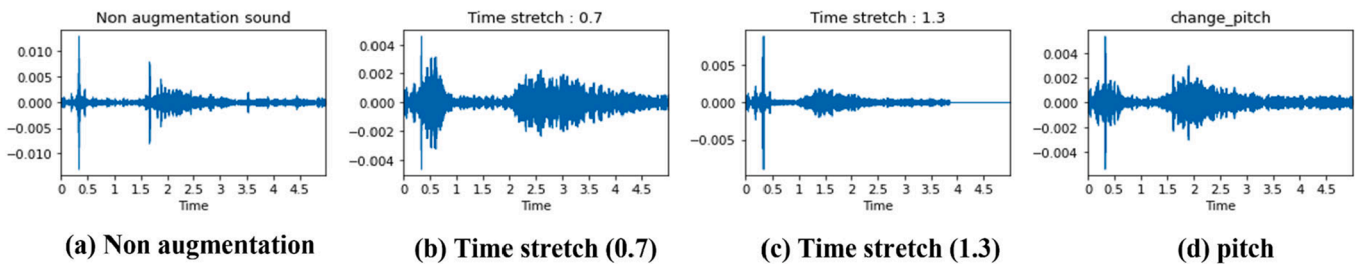 Non augmentation sound
0.010
0.005
0.000
−0.005
−0.010
0 0.5 1 1.5 2 2.5 3 3.5 4 4.5
Time
(a) Non augmentation
Time stretch : 0.7
0.004
0.002
0.000
−0.002
−0.004
0 0.5 1 1.5 2 2.5 3 3.5 4 4.5
Time
(b) Time stretch (0.7)
Time stretch : 1.3
0.005
0.000
−0.005
0 0.5 1 1.5 2 2.5 3 3.5 4 4.5
Time
(c) Time stretch (1.3)
change_pitch
0.004
0.002
0.000
−0.002
−0.004
0 0.5 1 1.5 2 2.5 3 3.5 4 4.5
Time
(d) pitch